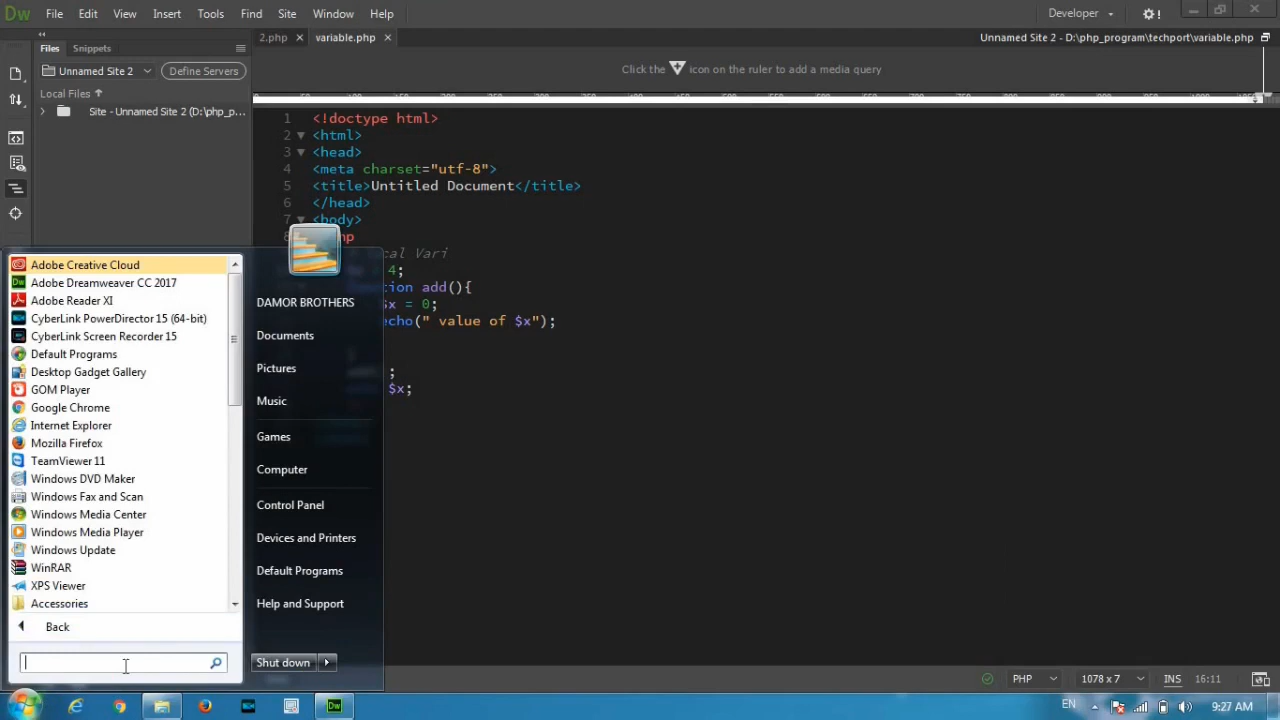 Dw File Edit View Insert Tools Find Site Window Help Developer
Files Snippets 2.php variable.php Unnamed Site 2 - D:\php_program\techport\variable.php
Unnamed Site 2 Define Servers Click the icon on the ruler to add a media query
Local Files
Site - Unnamed Site 2 (D:\php_p...
1 <!doctype html>
2 <html>
3 <head>
4 <meta charset="utf-8">
5 <title>Untitled Document</title>
6 </head>
7 <body>
8
cal Vari
4;
tion add(){
$x = 0;
echo(" value of $x");
;
$x;
Adobe Creative Cloud
Adobe Dreamweaver CC 2017
Adobe Reader XI
CyberLink PowerDirector 15 (64-bit)
CyberLink Screen Recorder 15
Default Programs
Desktop Gadget Gallery
GOM Player
Google Chrome
Internet Explorer
Mozilla Firefox
TeamViewer 11
Windows DVD Maker
Windows Fax and Scan
Windows Media Center
Windows Media Player
Windows Update
WinRAR
XPS Viewer
Accessories
Back
DAMOR BROTHERS
Documents
Pictures
Music
Games
Computer
Control Panel
Devices and Printers
Default Programs
Help and Support
Shut down
PHP 1078 x 7 INS 16:11
Dw EN 9:27 AM